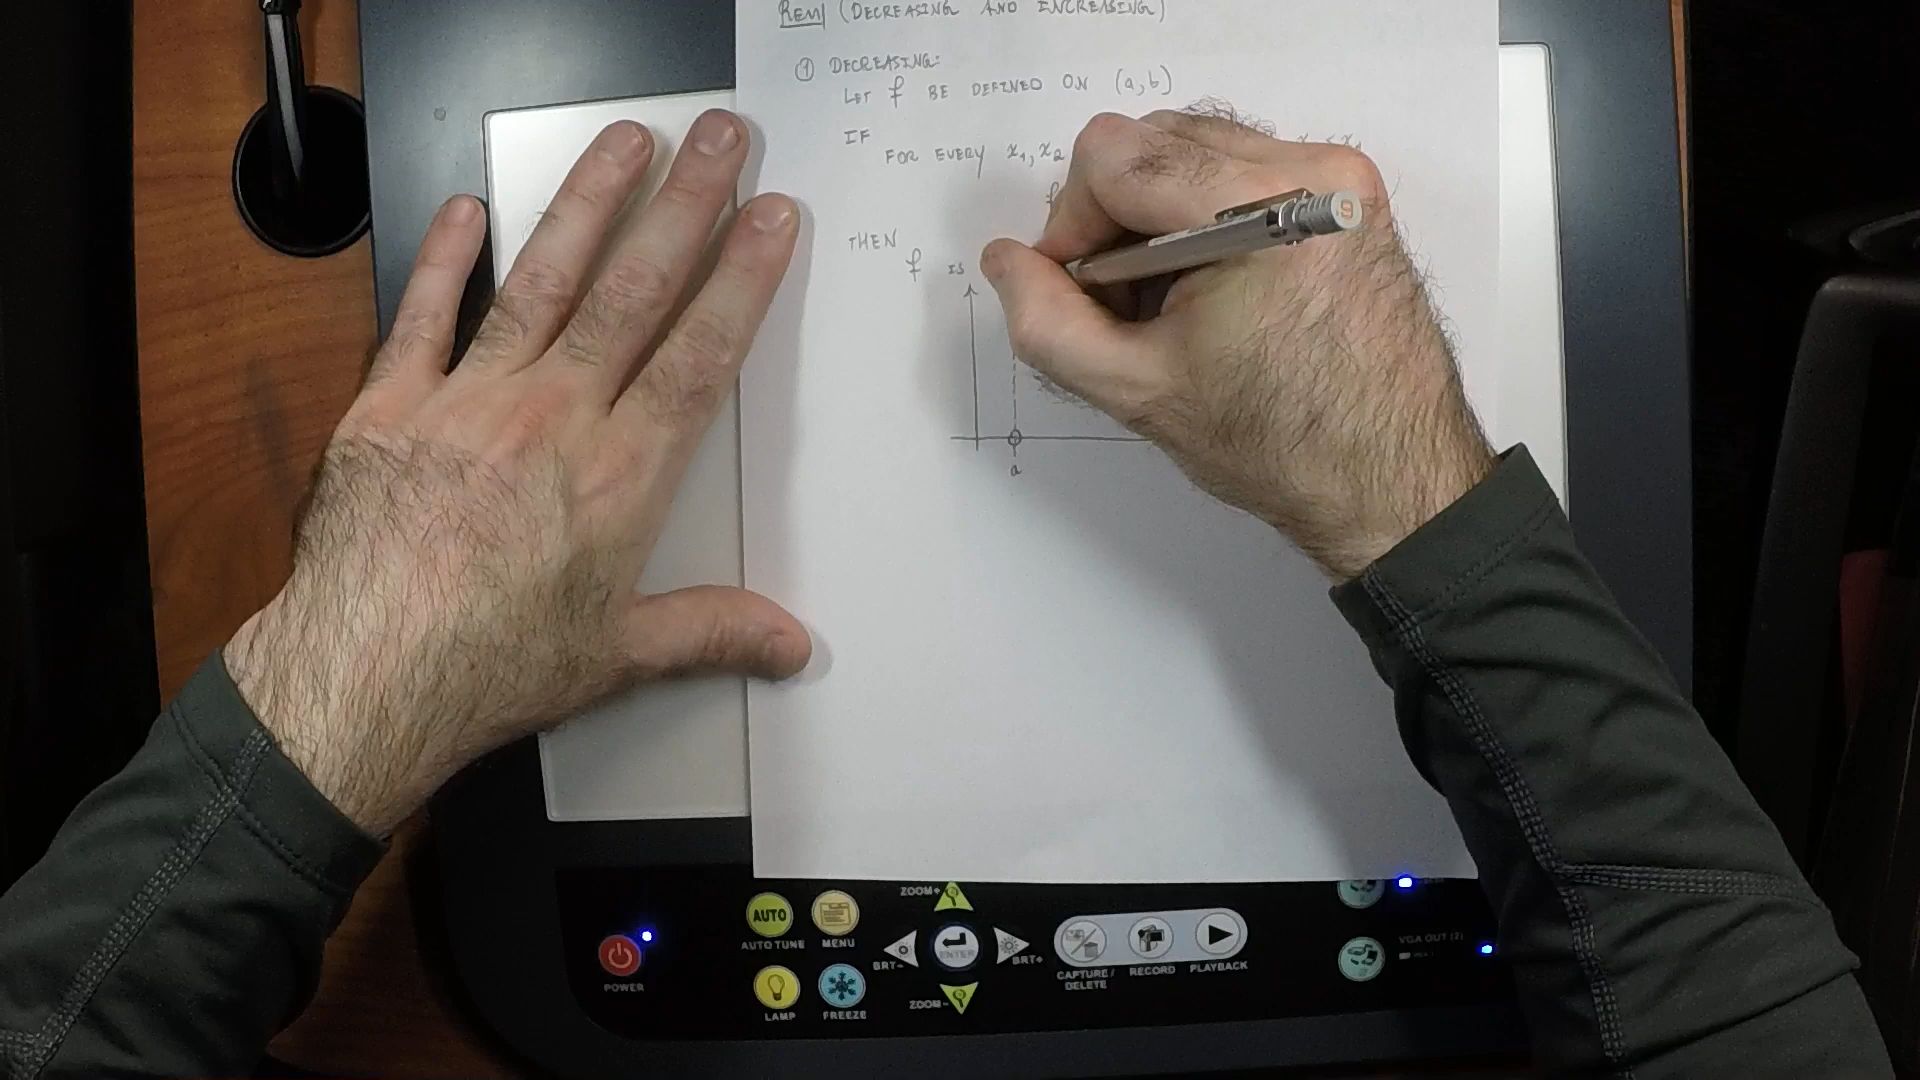 REM (DECREASING AND INCREASING)
① DECREASING:
LET f BE DEFINED ON (a,b)
IF
FOR EVERY x₁, x₂
f
THEN
f IS
a
ZOOM+
AUTO
AUTO TUNE
MENU
ENTER
BRT-
BRT+
CAPTURE / DELETE
RECORD
PLAYBACK
VGA OUT (2)
POWER
LAMP
FREEZE
ZOOM-